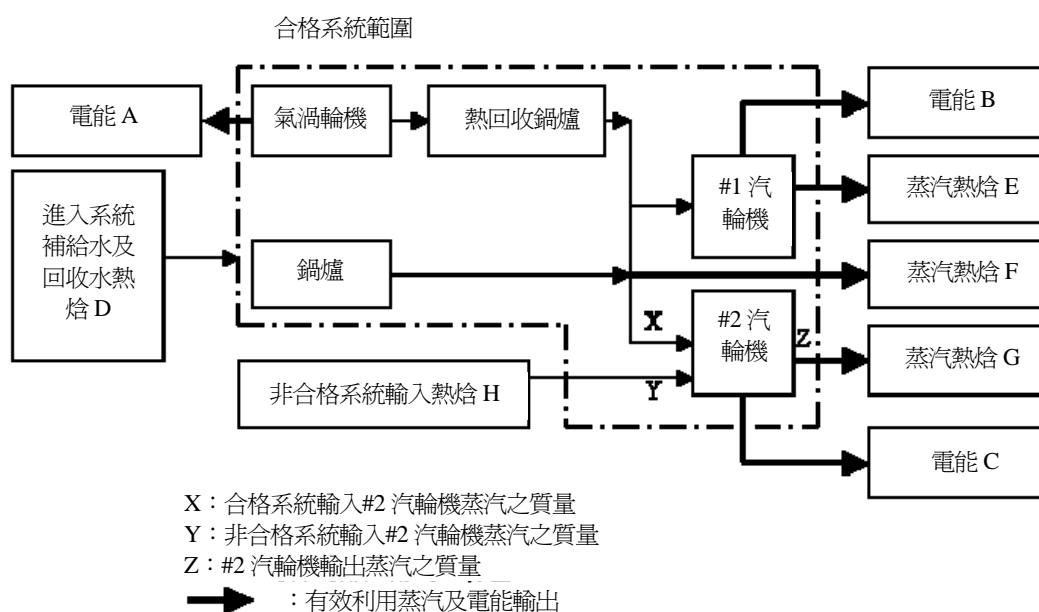 合格系統範圍
電能 A
氣渦輪機
熱回收鍋爐
電能 B
進入系統
補給水及
回收水熱
焓 D
#1 汽
輪機
蒸汽熱焓 E
鍋爐
蒸汽熱焓 F
X
#2 汽
輪機
Z
蒸汽熱焓 G
非合格系統輸入熱焓 H
Y
電能 C
X：合格系統輸入#2 汽輪機蒸汽之質量
Y：非合格系統輸入#2 汽輪機蒸汽之質量
Z：#2 汽輪機輸出蒸汽之質量
：有效利用蒸汽及電能輸出